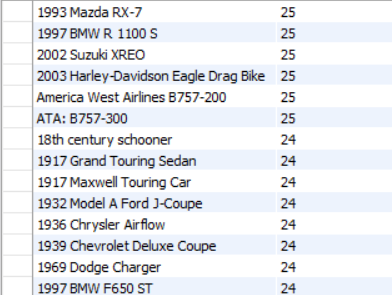 1993 Mazda RX-7 25
1997 BMW R 1100 S 25
2002 Suzuki XREO 25
2003 Harley-Davidson Eagle Drag Bike 25
America West Airlines B757-200 25
ATA: B757-300 25
18th century schooner 24
1917 Grand Touring Sedan 24
1917 Maxwell Touring Car 24
1932 Model A Ford J-Coupe 24
1936 Chrysler Airflow 24
1939 Chevrolet Deluxe Coupe 24
1969 Dodge Charger 24
1997 BMW F650 ST 24